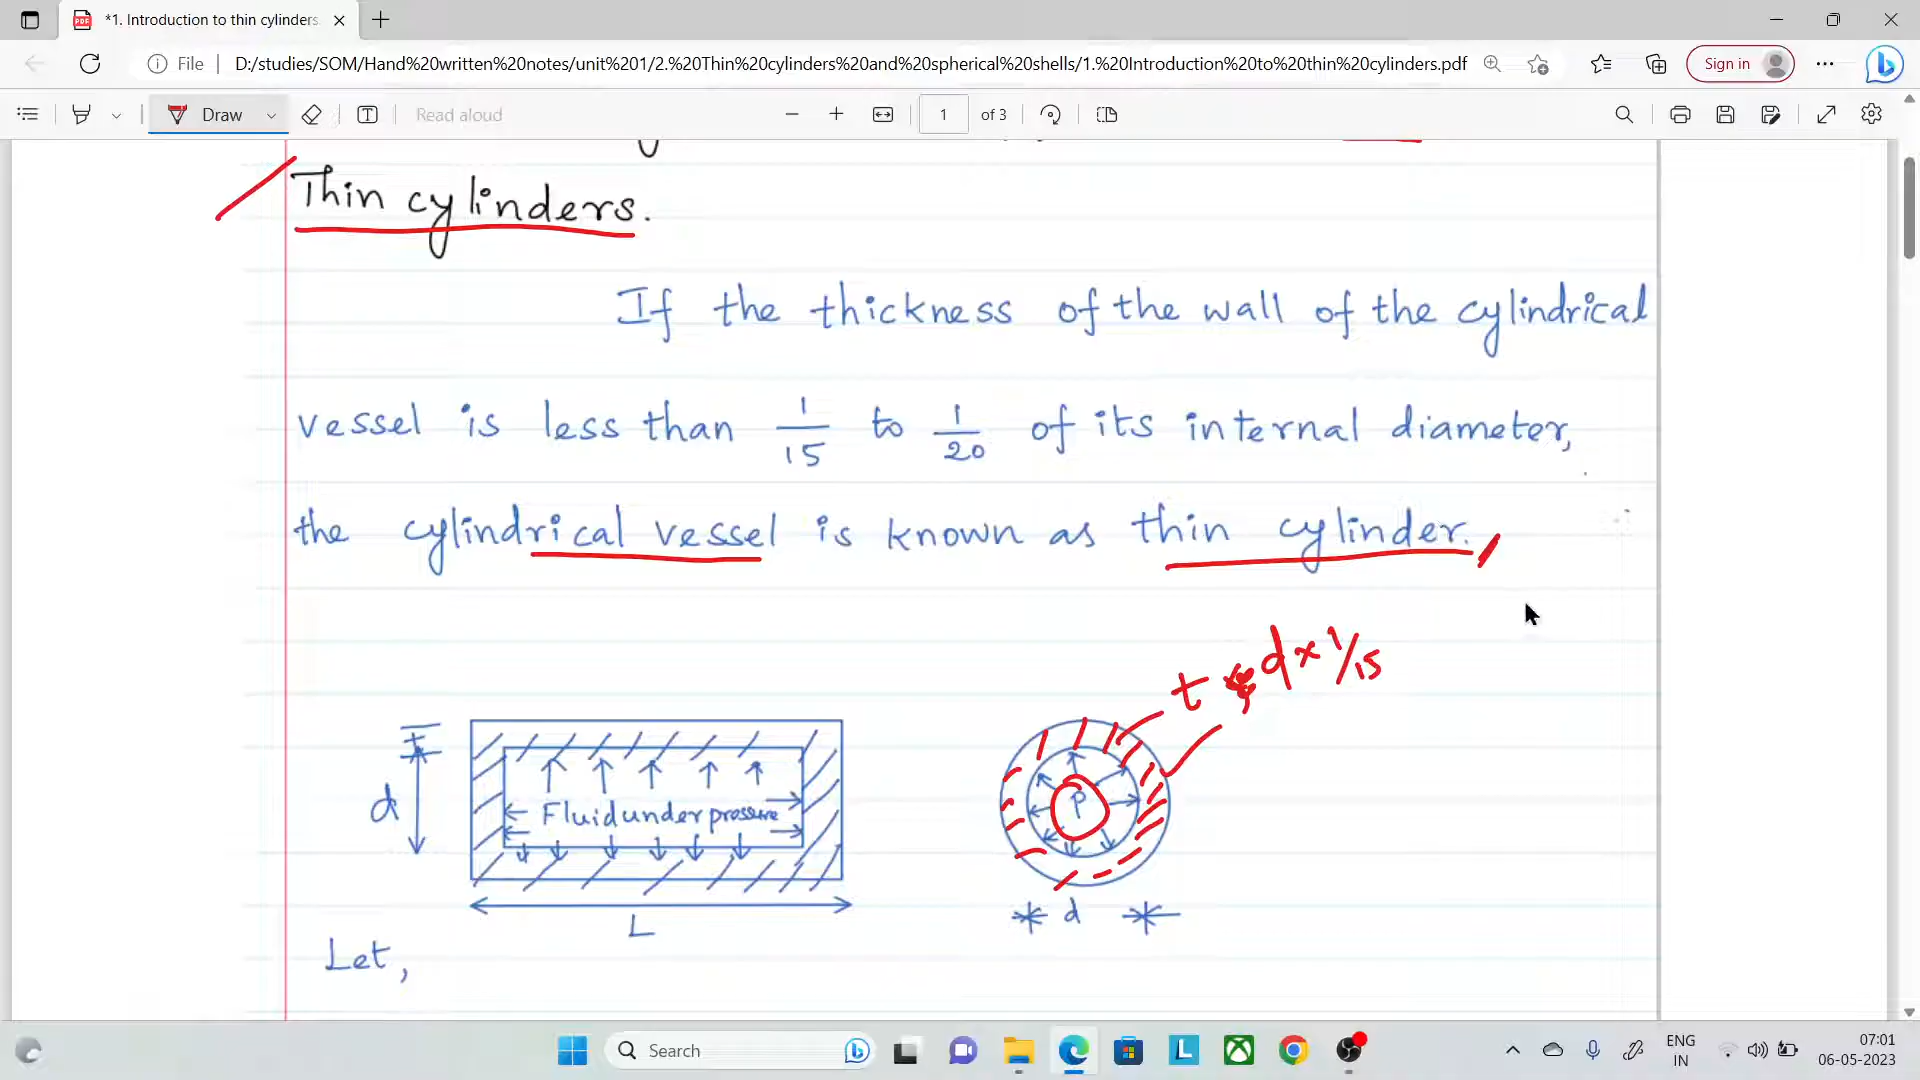 *1. Introduction to thin cylinders
File
D:/studies/SOM/Hand%20written%20notes/unit%201/2.%20Thin%20cylinders%20and%20spherical%20shells/1.%20Introduction%20to%20thin%20cylinders.pdf
Sign in
Draw
Read aloud
1 of 3
Thin cylinders.
If the thickness of the wall of the cylindrical
vessel is less than 1/15 to 1/20 of its internal diameter,
the cylindrical vessel is known as thin cylinder.
t d × 1/15
t
d
Fluid under pressure
P
L
d
Let,
Search
ENG
IN
07:01
06-05-2023